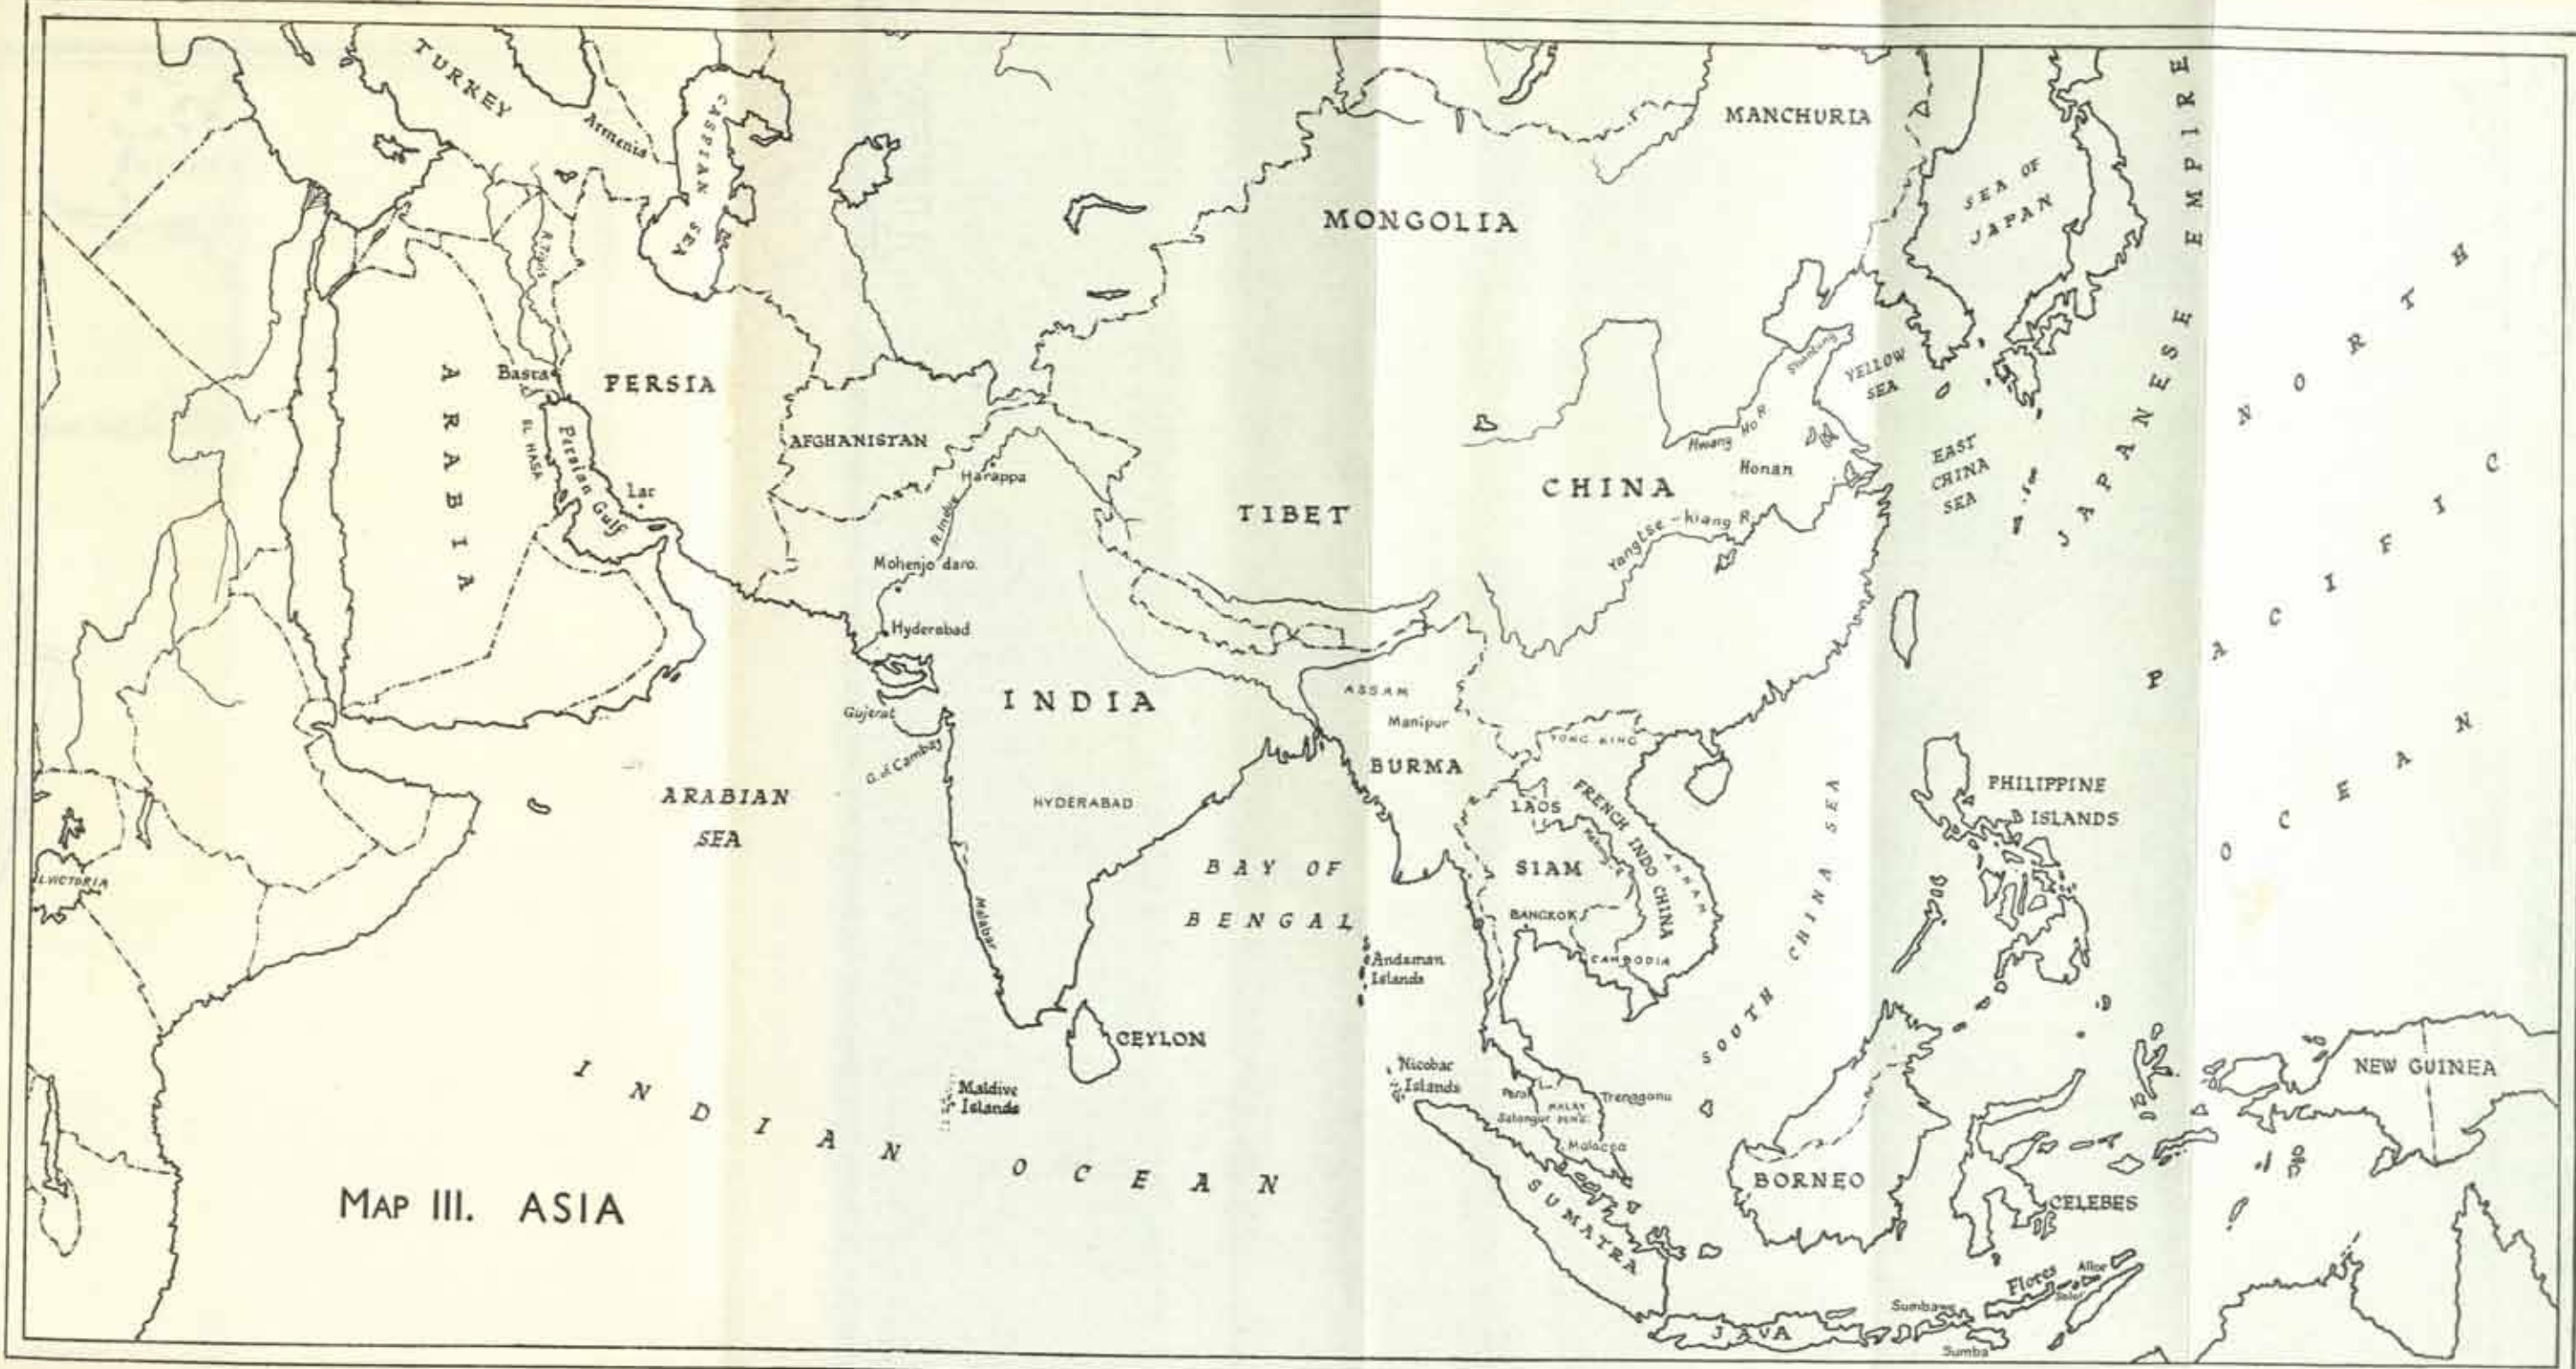 TURKEY
Armenia
CASPIAN SEA
MANCHURIA
MONGOLIA
SEA OF
JAPAN
JAPANESE EMPIRE
NORTH
PACIFIC
OCEAN
R. Tigris
ARABIA
Basra
PERSIA
EL HASA
Persian Gulf
Lar
AFGHANISTAN
Harappa
R. Indus
Mohenjo daro.
Hyderabad
TIBET
CHINA
Shantung
YELLOW
SEA
Hwang Ho R
Honan
Yangtse-kiang R.
EAST
CHINA
SEA
INDIA
Gujerat
G. of Cambay
HYDERABAD
Malabar
ASSAM
Manipur
BURMA
TONG KING
LAOS
FRENCH INDO CHINA
Mekong
ANNAM
SIAM
BANGKOK
CAMBODIA
ARABIAN
SEA
BAY OF
BENGAL
Andaman
Islands
SOUTH CHINA SEA
PHILIPPINE
ISLANDS
L.VICTORIA
CEYLON
Maldive
Islands
Nicobar
Islands
Perak
MALAY
PENS.
Selangor
Trengganu
Malacca
INDIAN OCEAN
NEW GUINEA
BORNEO
CELEBES
SUMATRA
JAVA
Sumbawa
Sumba
Flores
Solor
Allor
MAP III. ASIA